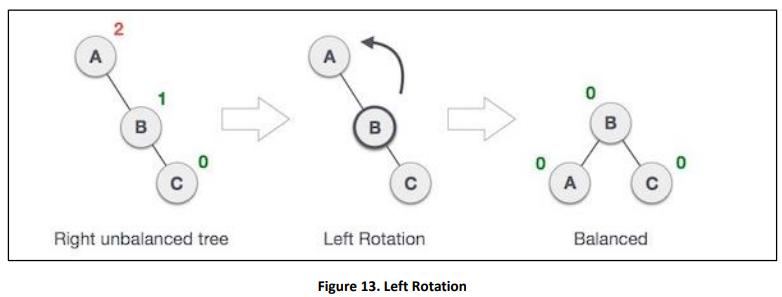 2
A
1
B
0
C
Right unbalanced tree
A
B
C
Left Rotation
0
B
0
A
C
0
Balanced
Figure 13. Left Rotation